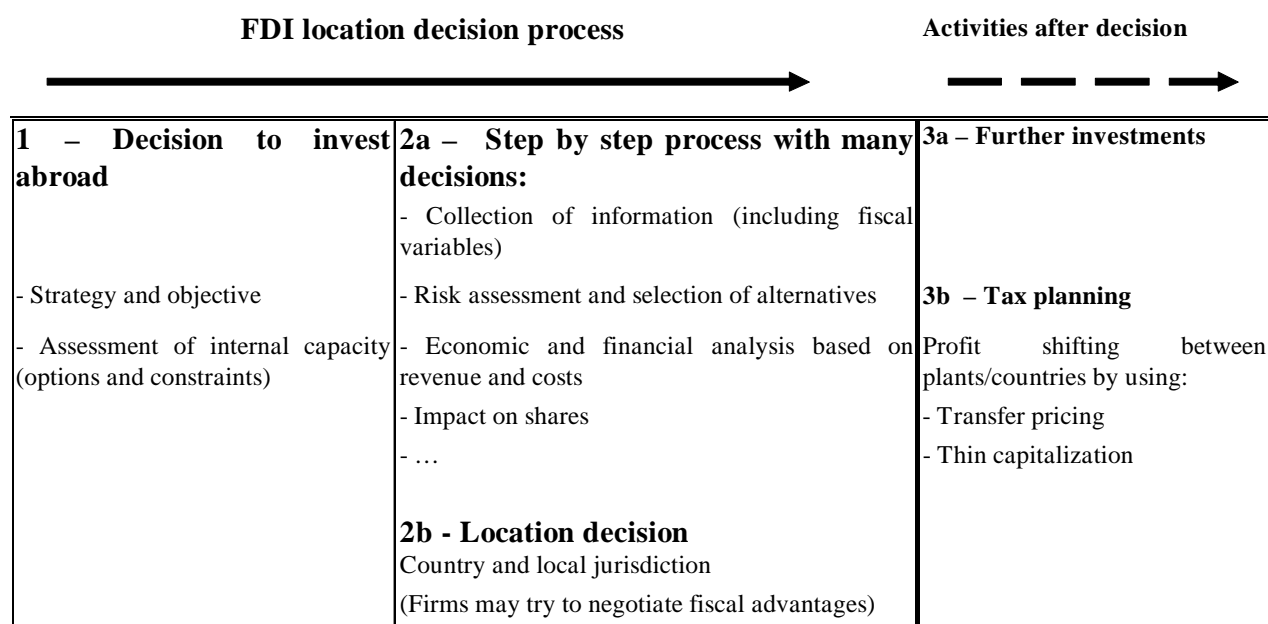 FDI location decision process
Activities after decision
1 – Decision to invest
abroad
- Strategy and objective
- Assessment of internal capacity
(options and constraints)
2a – Step by step process with many
decisions:
- Collection of information (including fiscal
variables)
- Risk assessment and selection of alternatives
- Economic and financial analysis based on
revenue and costs
- Impact on shares
- …
2b - Location decision
Country and local jurisdiction
(Firms may try to negotiate fiscal advantages)
3a – Further investments
3b – Tax planning
Profit shifting between
plants/countries by using:
- Transfer pricing
- Thin capitalization